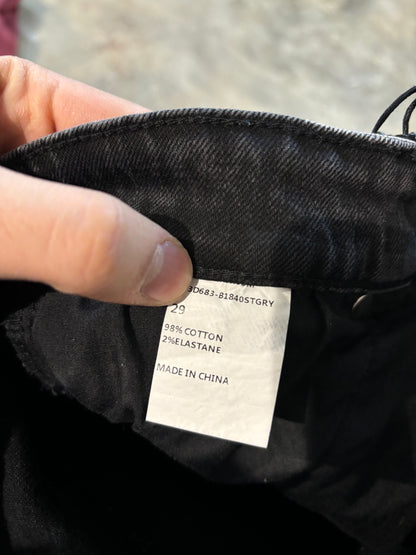 3D683-B1840STGRY
29
98% COTTON
2%ELASTANE
MADE IN CHINA